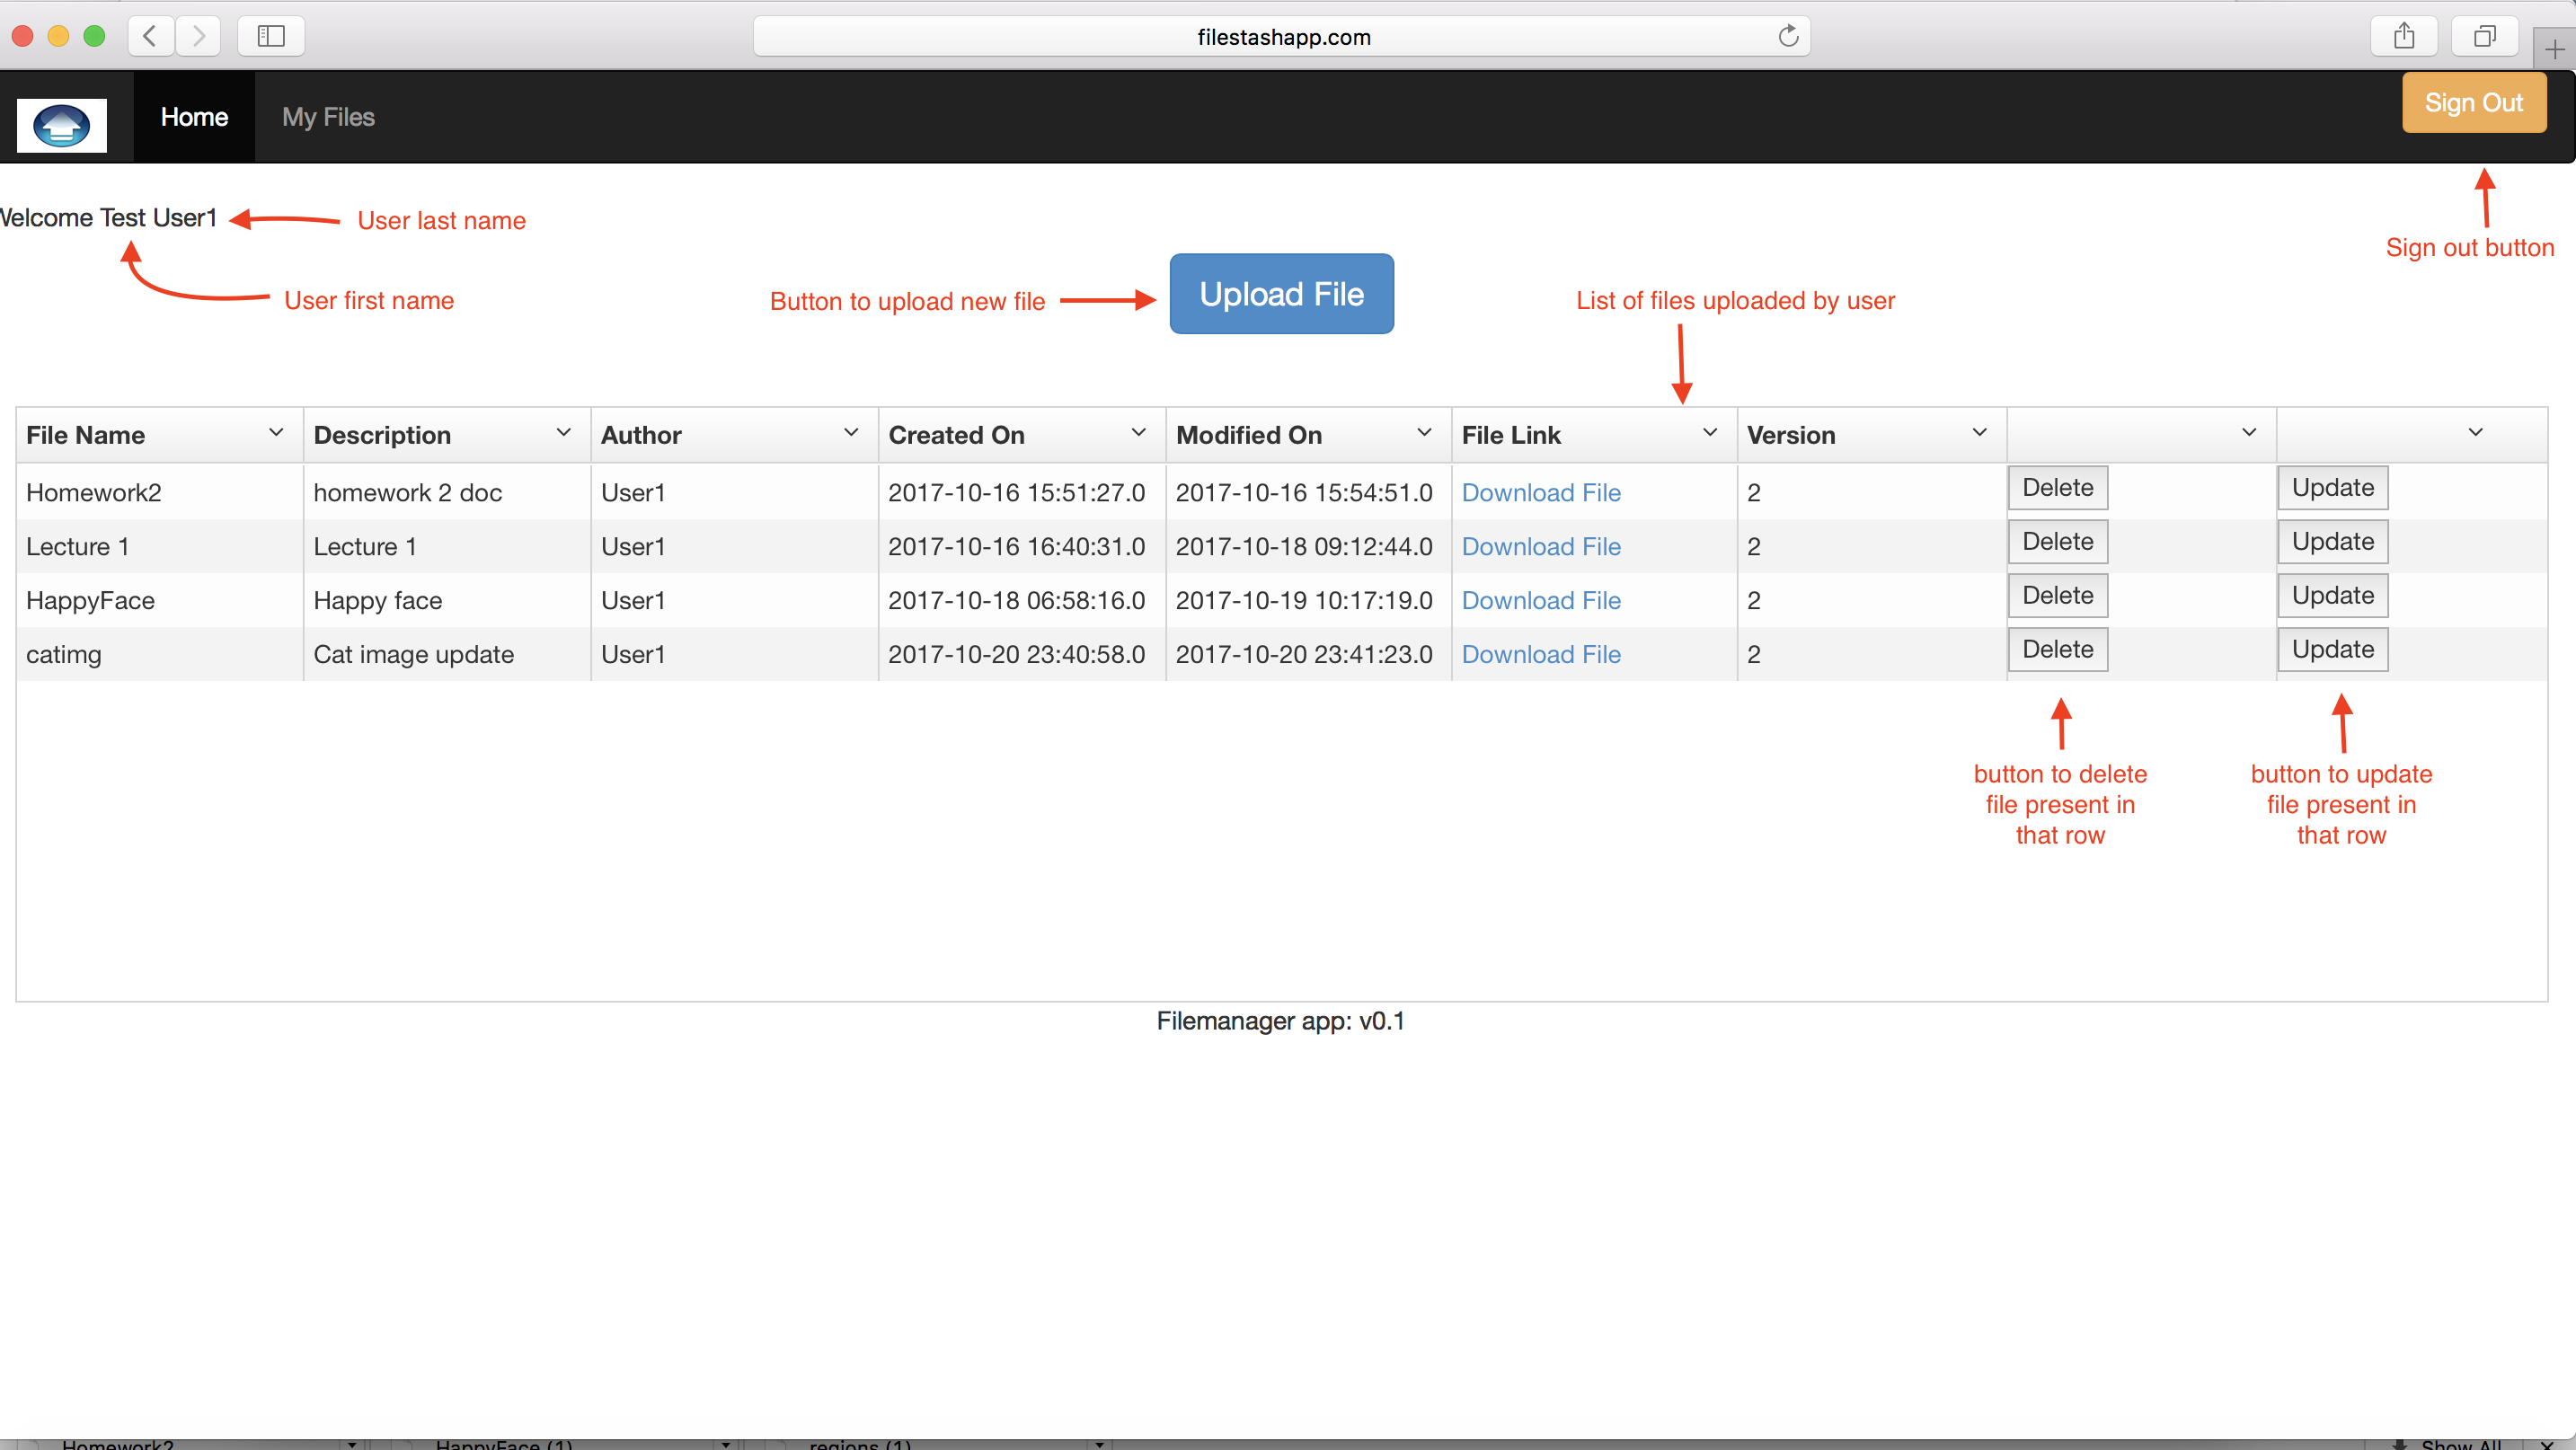 filestashapp.com
Home
My Files
Sign Out
Welcome Test User1
User last name
Sign out button
User first name
Button to upload new file
Upload File
List of files uploaded by user
File Name Description Author Created On Modified On File Link Version
Homework2 homework 2 doc User1 2017-10-16 15:51:27.0 2017-10-16 15:54:51.0 Download File 2 Delete Update
Lecture 1 Lecture 1 User1 2017-10-16 16:40:31.0 2017-10-18 09:12:44.0 Download File 2 Delete Update
HappyFace Happy face User1 2017-10-18 06:58:16.0 2017-10-19 10:17:19.0 Download File 2 Delete Update
catimg Cat image update User1 2017-10-20 23:40:58.0 2017-10-20 23:41:23.0 Download File 2 Delete Update
button to delete
file present in
that row
button to update
file present in
that row
Filemanager app: v0.1
Homework2 HappyFace (1) regions (1) Show All